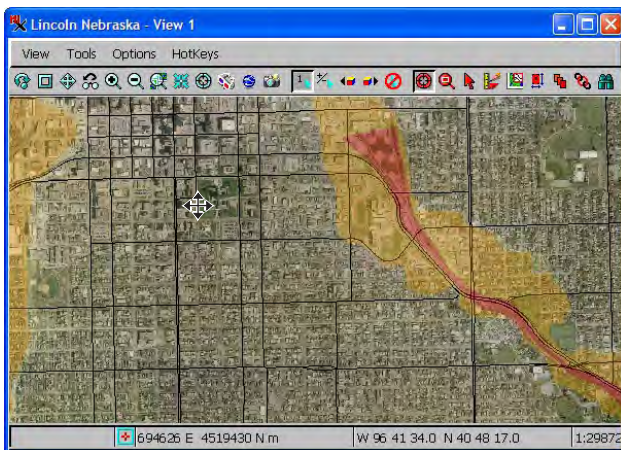 Lincoln Nebraska - View 1
View Tools Options HotKeys
1
694626 E 4519430 N m W 96 41 34.0 N 40 48 17.0 1:29872